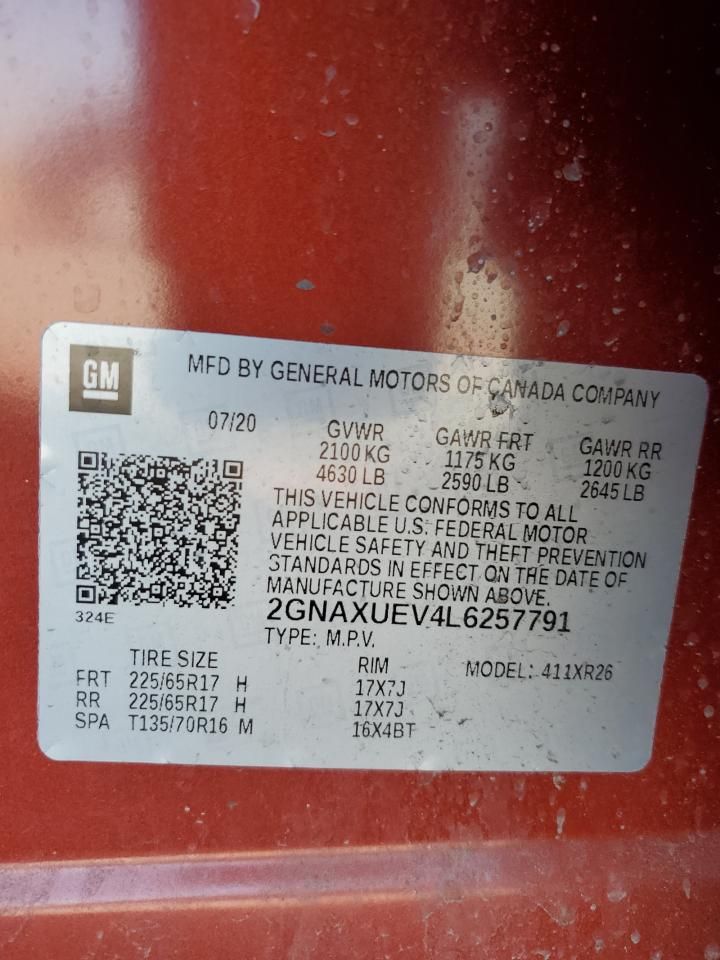 GM
MFD BY GENERAL MOTORS OF CANADA COMPANY
07/20 GVWR GAWR FRT GAWR RR
2100 KG 1175 KG 1200 KG
4630 LB 2590 LB 2645 LB
THIS VEHICLE CONFORMS TO ALL
APPLICABLE U.S. FEDERAL MOTOR
VEHICLE SAFETY AND THEFT PREVENTION
STANDARDS IN EFFECT ON THE DATE OF
MANUFACTURE SHOWN ABOVE.
324E
2GNAXUEV4L6257791
TYPE: M.P.V.
TIRE SIZE RIM MODEL: 411XR26
FRT 225/65R17 H 17X7J
RR 225/65R17 H 17X7J
SPA T135/70R16 M 16X4BT